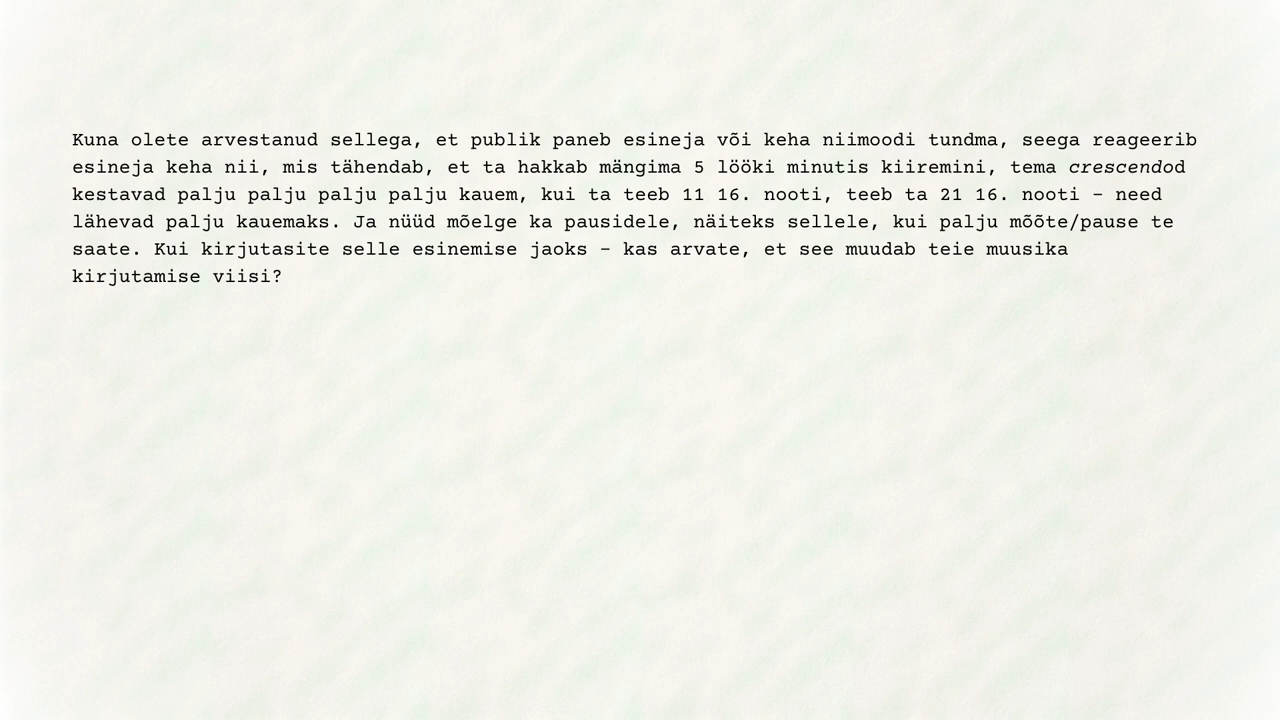 Kuna olete arvestanud sellega, et publik paneb esineja või keha niimoodi tundma, seega reageerib
esineja keha nii, mis tähendab, et ta hakkab mängima 5 lööki minutis kiiremini, tema crescendod
kestavad palju palju palju palju kauem, kui ta teeb 11 16. nooti, teeb ta 21 16. nooti – need
lähevad palju kauemaks. Ja nüüd mõelge ka pausidele, näiteks sellele, kui palju mõõte/pause te
saate. Kui kirjutasite selle esinemise jaoks – kas arvate, et see muudab teie muusika
kirjutamise viisi?